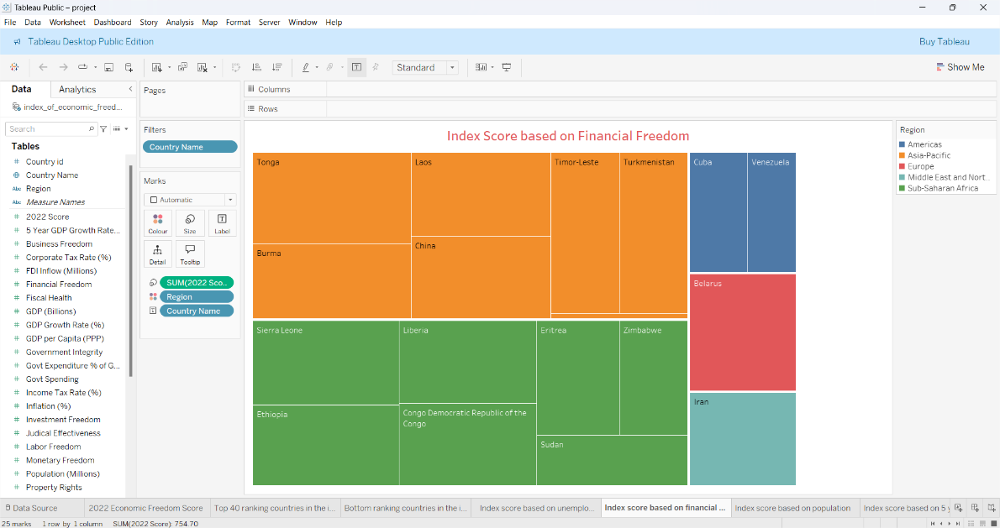 Tableau Public – project
File Data Worksheet Dashboard Story Analysis Map Format Server Window Help
Tableau Desktop Public Edition
Buy Tableau
Standard
Show Me
Data
Analytics
index_of_economic_freed...
Search
Tables
Country id
Country Name
Abc Region
Abc Measure Names
2022 Score
5 Year GDP Growth Rate...
Business Freedom
Corporate Tax Rate (%)
FDI Inflow (Millions)
Financial Freedom
Fiscal Health
GDP (Billions)
GDP Growth Rate (%)
GDP per Capita (PPP)
Government Integrity
Govt Expenditure % of G...
Govt Spending
Income Tax Rate (%)
Inflation (%)
Investment Freedom
Judical Effectiveness
Labor Freedom
Monetary Freedom
Population (Millions)
Property Rights
Pages
Filters
Country Name
Marks
Automatic
Colour
Size
Label
Detail
Tooltip
SUM(2022 Sco..
Region
Country Name
Columns
Rows
Index Score based on Financial Freedom
Tonga
Laos
Timor-Leste
Turkmenistan
Cuba
Venezuela
Burma
China
Belarus
Sierra Leone
Liberia
Eritrea
Zimbabwe
Iran
Ethiopia
Congo Democratic Republic of the
Congo
Sudan
Region
Americas
Asia-Pacific
Europe
Middle East and Nort..
Sub-Saharan Africa
Data Source
2022 Economic Freedom Score
Top 40 ranking countries in the i...
Bottom ranking countries in the i...
Index score based on unemplo...
Index score based on financial ...
Index score based on population
Index score based on 5 y
25 marks
1 row by 1 column
SUM(2022 Score): 754.70